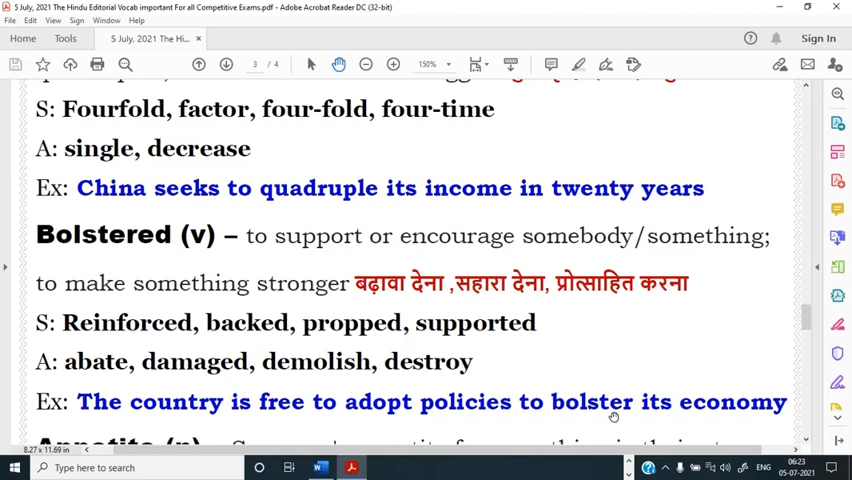 5 July, 2021 The Hindu Editorial Vocab important For all Competitive Exams.pdf - Adobe Acrobat Reader DC (32-bit)
File Edit View Sign Window Help
Home Tools 5 July, 2021 The Hi... × Sign In
3 / 4 150%
S: Fourfold, factor, four-fold, four-time
A: single, decrease
Ex: China seeks to quadruple its income in twenty years
Bolstered (v) – to support or encourage somebody/something;
to make something stronger बढ़ावा देना ,सहारा देना, प्रोत्साहित करना
S: Reinforced, backed, propped, supported
A: abate, damaged, demolish, destroy
Ex: The country is free to adopt policies to bolster its economy
8.27 x 11.69 in
Type here to search
ENG
06:23
05-07-2021